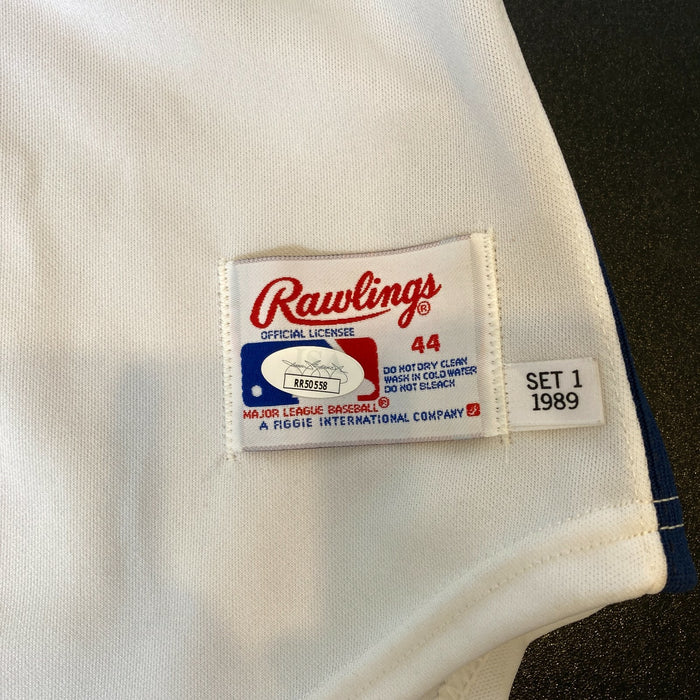 Rawlings®
OFFICIAL LICENSEE
44
DO NOT DRY CLEAN
WASH IN COLD WATER
DO NOT BLEACH
RR50558
MAJOR LEAGUE BASEBALL®
A FIGGIE INTERNATIONAL COMPANY
SET 1
1989